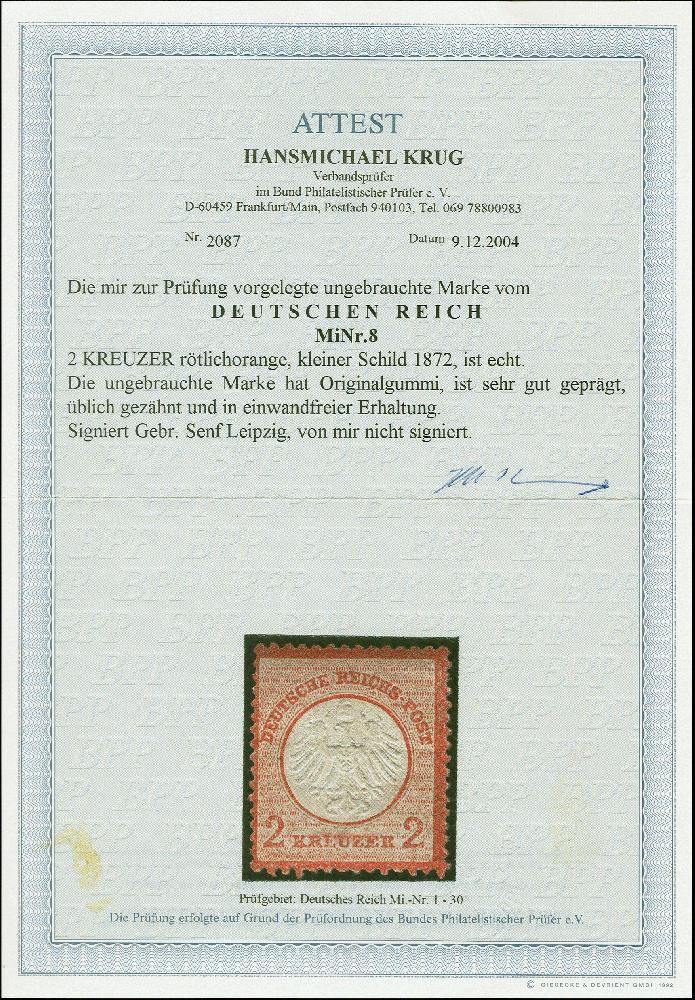 ATTEST
HANSMICHAEL KRUG
Verbandsprüfer
im Bund Philatelistischer Prüfer e. V.
D-60459 Frankfurt/Main, Postfach 940103, Tel. 069 78800983
Nr. 2087 Datum 9.12.2004
Die mir zur Prüfung vorgelegte ungebrauchte Marke vom
DEUTSCHEN REICH
MiNr.8
2 KREUZER rötlichorange, kleiner Schild 1872, ist echt.
Die ungebrauchte Marke hat Originalgummi, ist sehr gut geprägt,
üblich gezähnt und in einwandfreier Erhaltung.
Signiert Gebr. Senf Leipzig, von mir nicht signiert.
DEUTSCHE REICHS-POST
2 KREUZER 2
Prüfgebiet: Deutsches Reich Mi.-Nr. 1 - 30
Die Prüfung erfolgte auf Grund der Prüfordnung des Bundes Philatelistischer Prüfer e.V.
© GIESECKE & DEVRIENT GMBH 1992